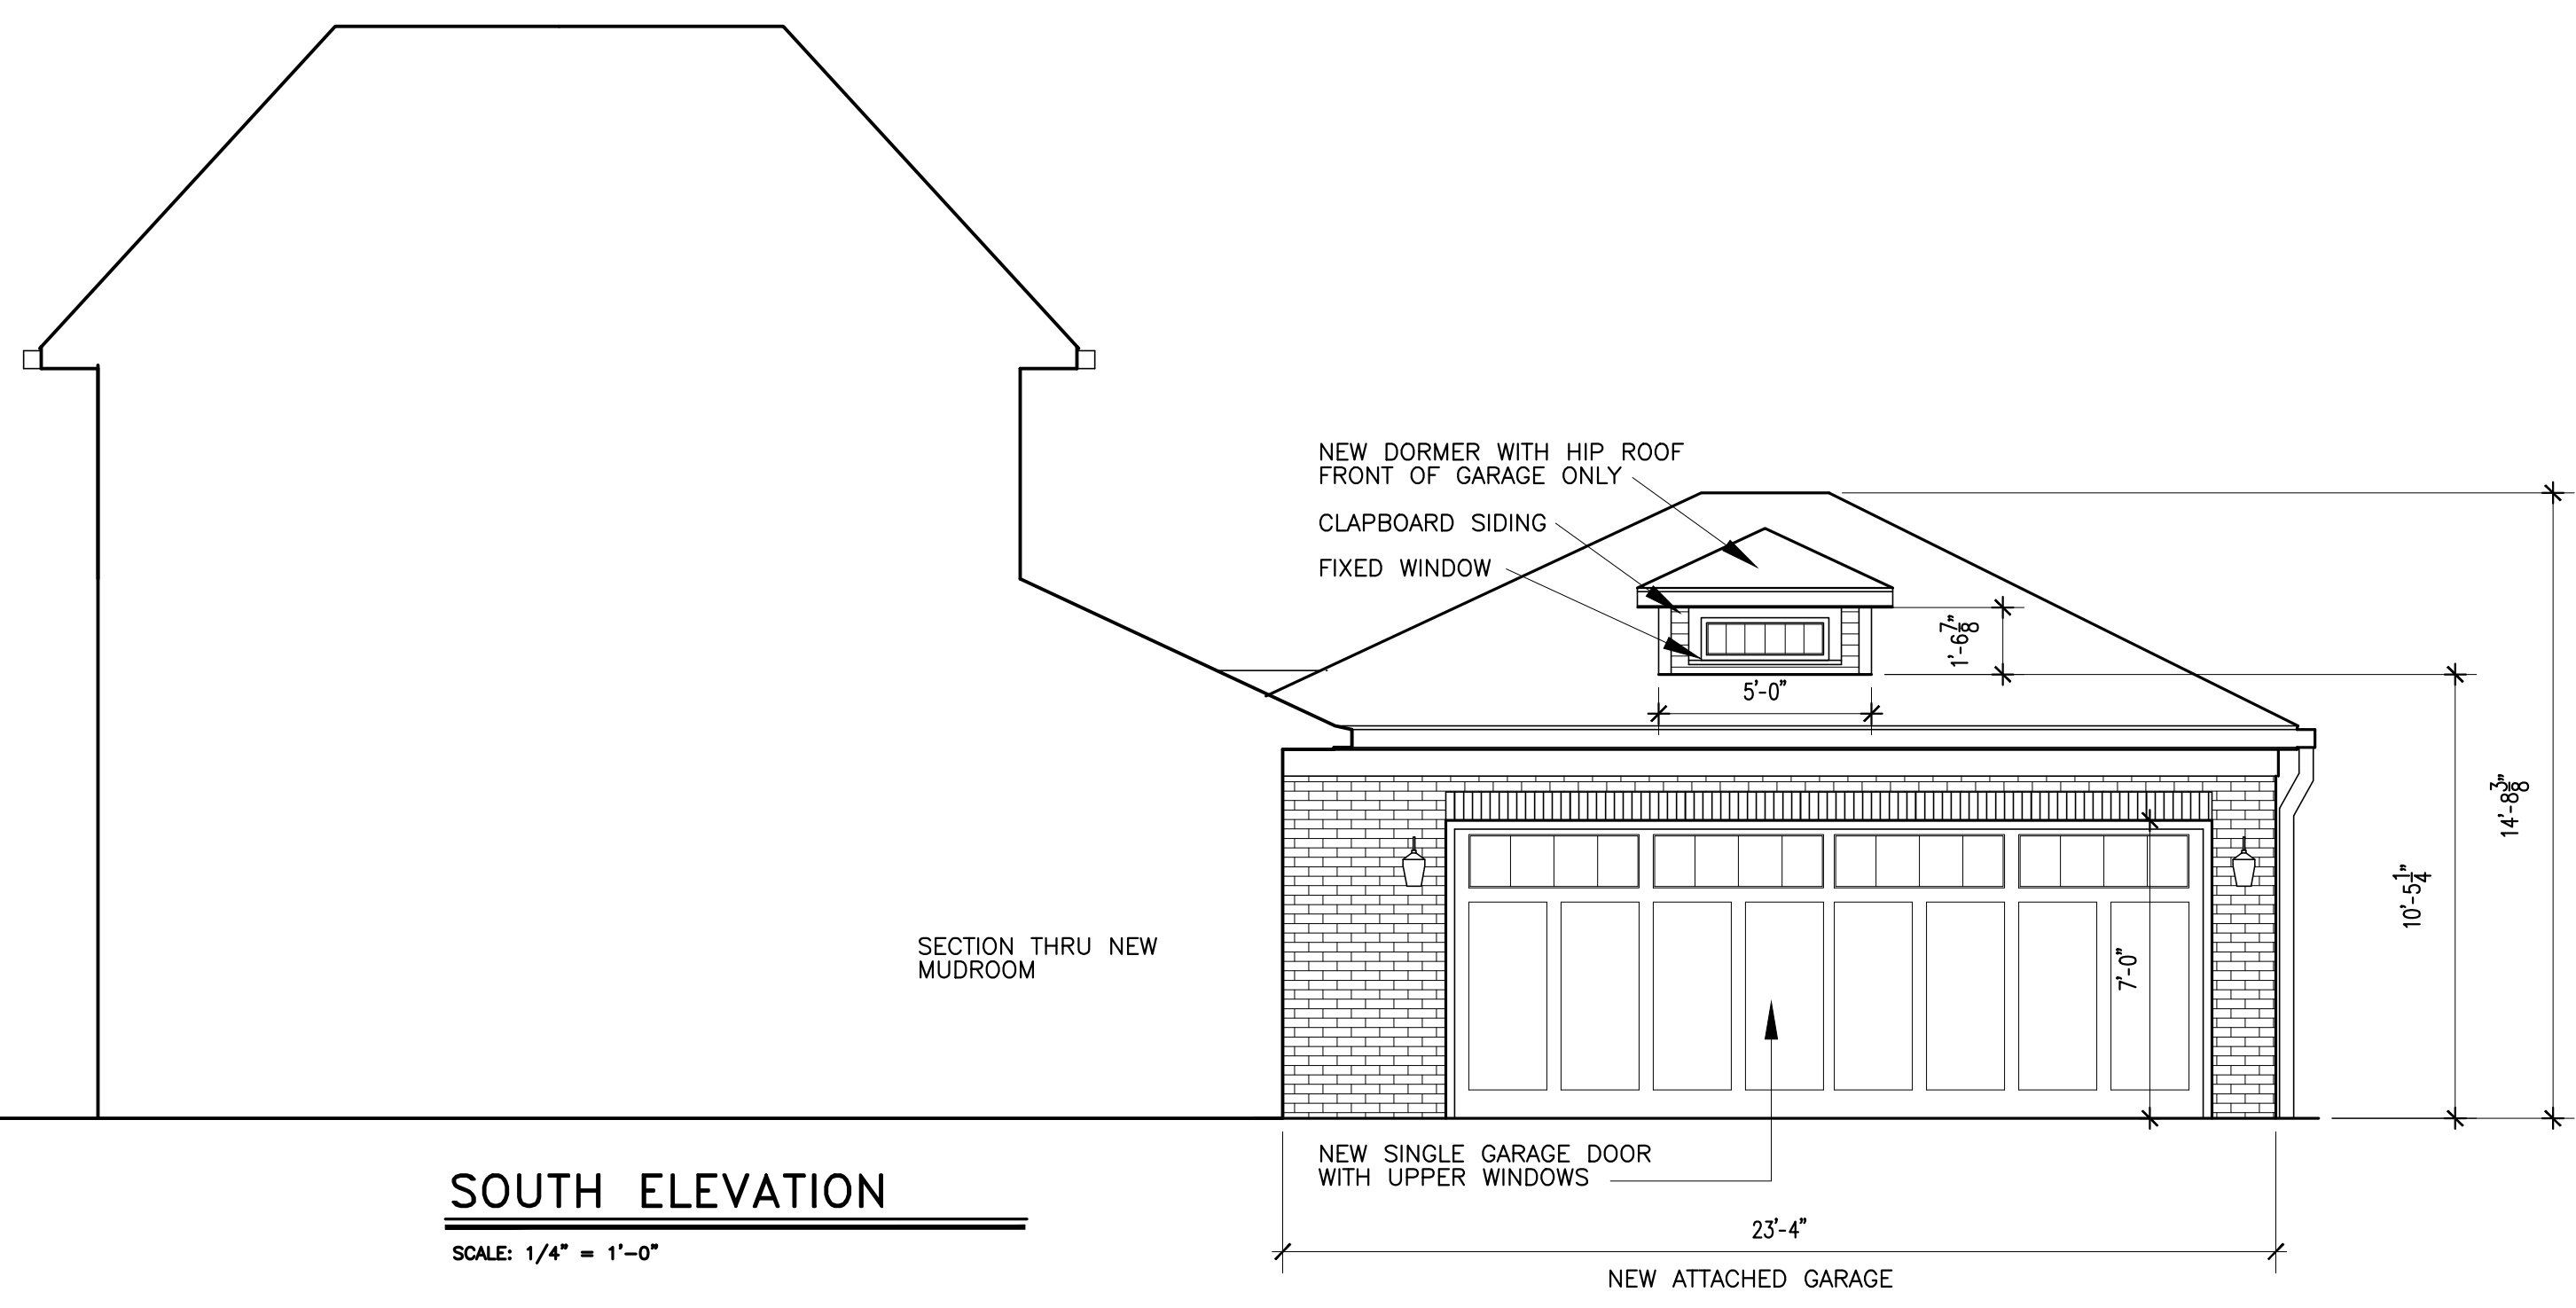 NEW DORMER WITH HIP ROOF
FRONT OF GARAGE ONLY
CLAPBOARD SIDING
FIXED WINDOW
1'-6 7/8"
5'-0"
14'-8 3/8"
10'-5 1/4"
7'-0"
SECTION THRU NEW
MUDROOM
NEW SINGLE GARAGE DOOR
WITH UPPER WINDOWS
SOUTH ELEVATION
SCALE: 1/4" = 1'-0"
23'-4"
NEW ATTACHED GARAGE